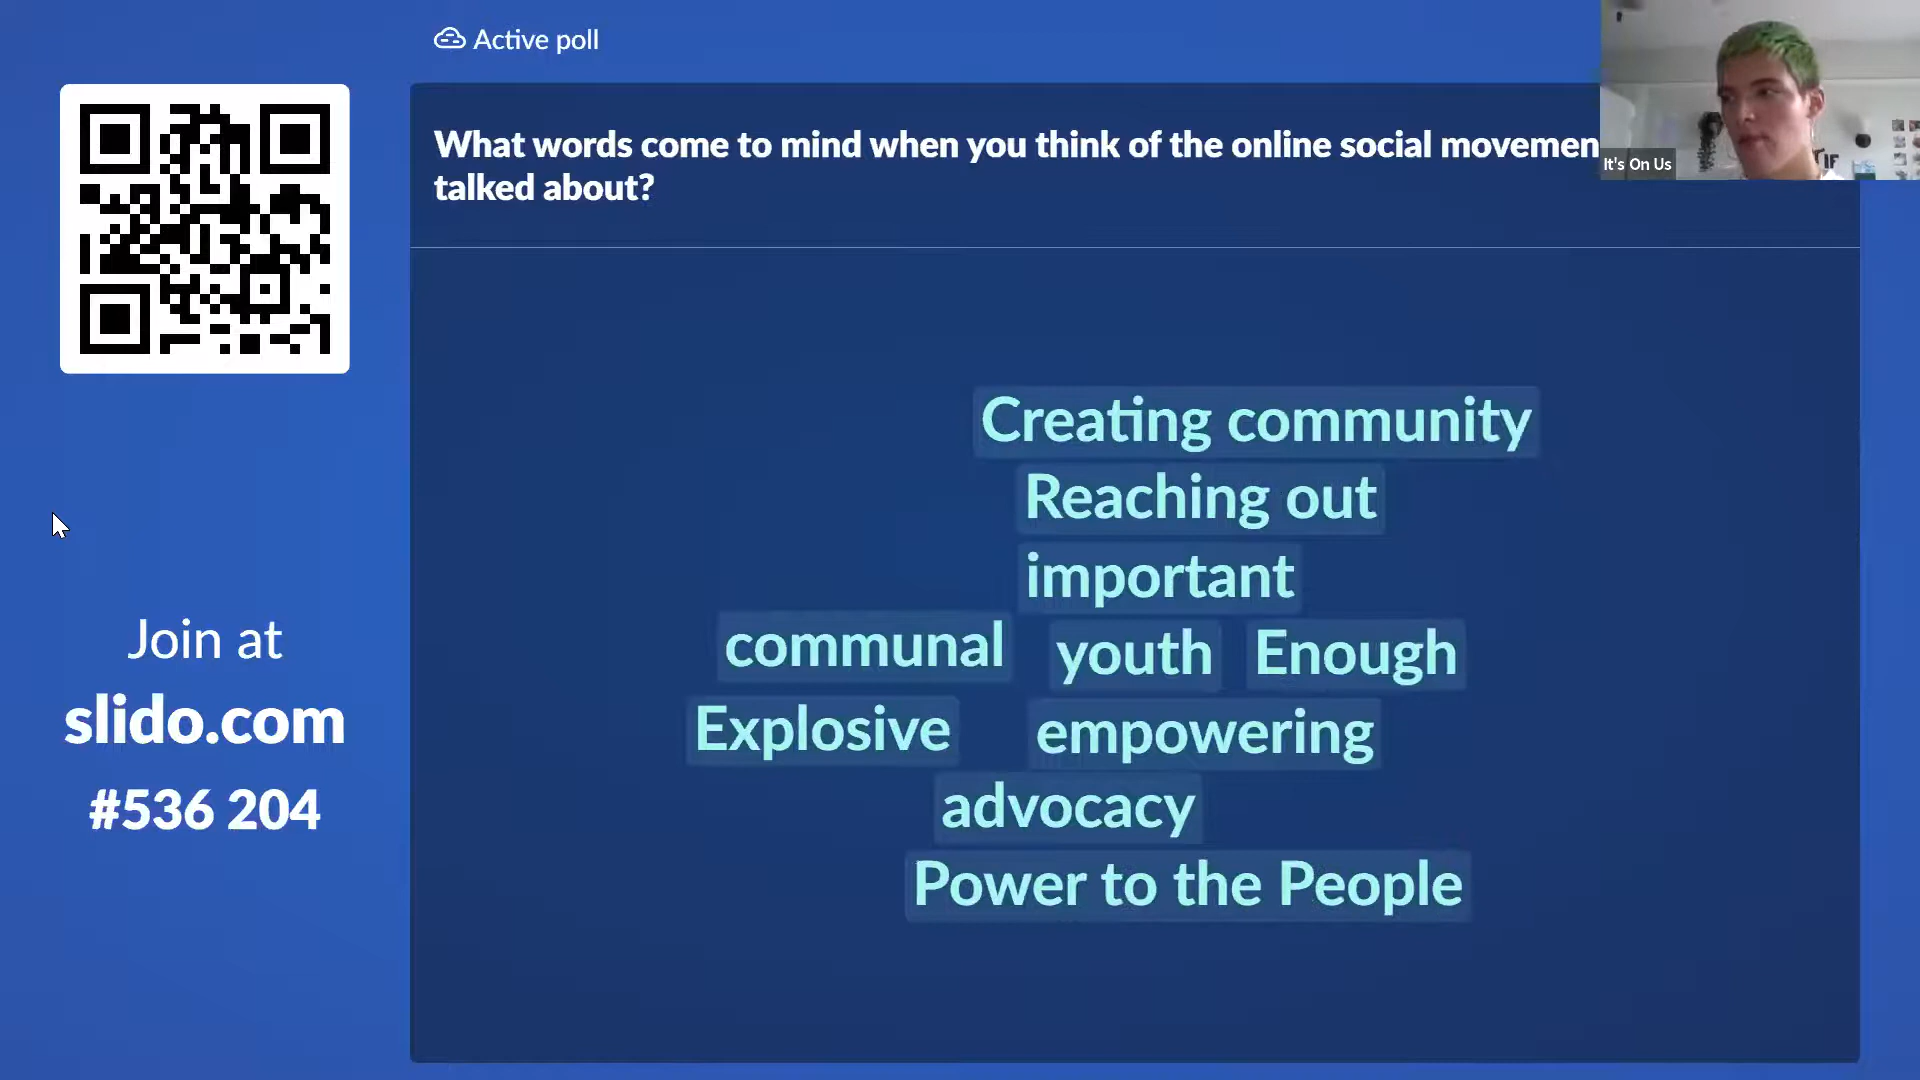 Active poll
What words come to mind when you think of the online social
talked about?
It's On Us
Join at
slido.com
#536 204
Creating community
Reaching out
important
communal youth Enough
Explosive empowering
advocacy
Power to the People